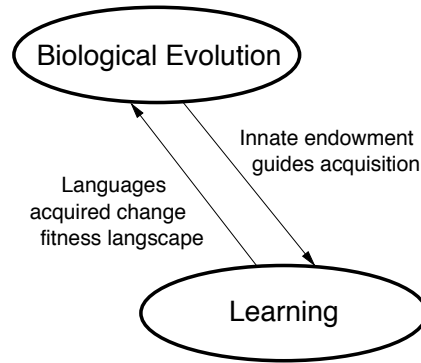 Biological Evolution
Innate endowment
guides acquisition
Languages
acquired change
fitness langscape
Learning